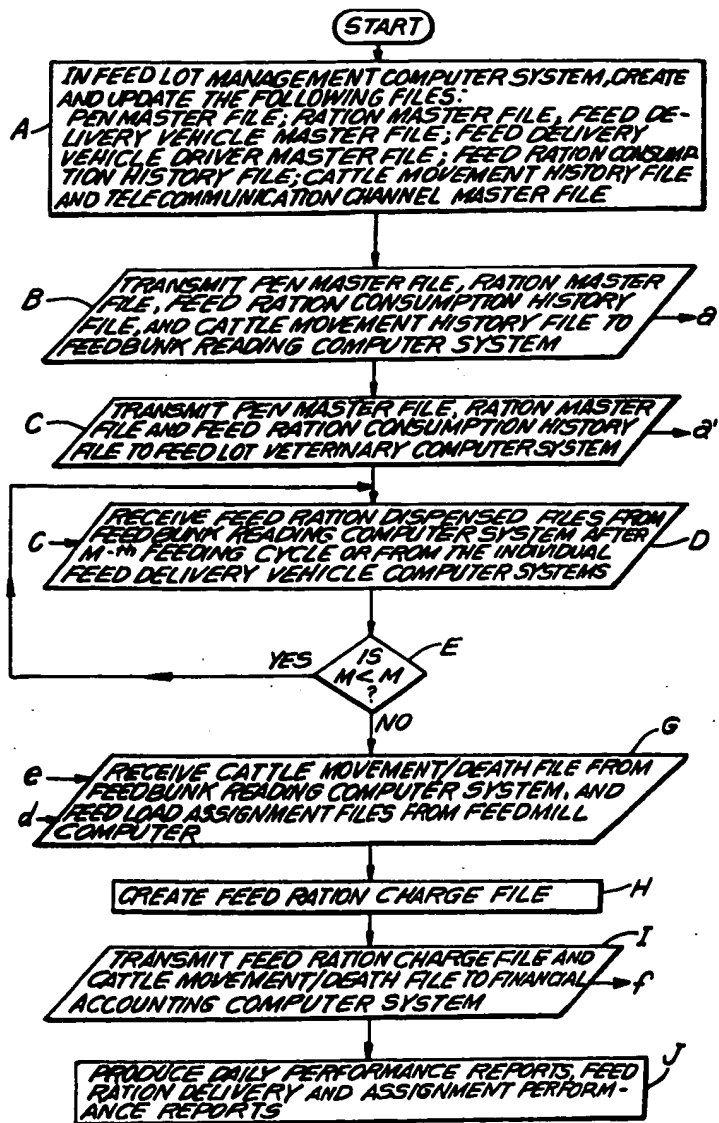 START
IN FEED LOT MANAGEMENT COMPUTER SYSTEM, CREATE
AND UPDATE THE FOLLOWING FILES:
PEN MASTER FILE; RATION MASTER FILE, FEED DE-
LIVERY VEHICLE MASTER FILE; FEED DELIVERY
VEHICLE DRIVER MASTER FILE; FEED RATION CONSUMP-
TION HISTORY FILE; CATTLE MOVEMENT HISTORY FILE
AND TELECOMMUNICATION CHANNEL MASTER FILE
A
TRANSMIT PEN MASTER FILE, RATION MASTER
FILE, FEED RATION CONSUMPTION HISTORY
FILE, AND CATTLE MOVEMENT HISTORY FILE TO
FEEDBUNK READING COMPUTER SYSTEM
B
a
TRANSMIT PEN MASTER FILE, RATION MASTER
FILE AND FEED RATION CONSUMPTION HISTORY
FILE TO FEED LOT VETERINARY COMPUTER SYSTEM
C
a'
RECEIVE FEED RATION DISPENSED FILES FROM
FEEDBUNK READING COMPUTER SYSTEM AFTER
M-th FEEDING CYCLE OR FROM THE INDIVIDUAL
FEED DELIVERY VEHICLE COMPUTER SYSTEMS
C
D
IS
M < M
?
E
YES
NO
G
RECEIVE CATTLE MOVEMENT/DEATH FILE FROM
FEEDBUNK READING COMPUTER SYSTEM, AND
FEED LOAD ASSIGNMENT FILES FROM FEEDMILL
COMPUTER
e
d
CREATE FEED RATION CHARGE FILE
H
I
TRANSMIT FEED RATION CHARGE FILE AND
CATTLE MOVEMENT/DEATH FILE TO FINANCIAL
ACCOUNTING COMPUTER SYSTEM
f
J
PRODUCE DAILY PERFORMANCE REPORTS, FEED
RATION DELIVERY AND ASSIGNMENT PERFORM-
ANCE REPORTS